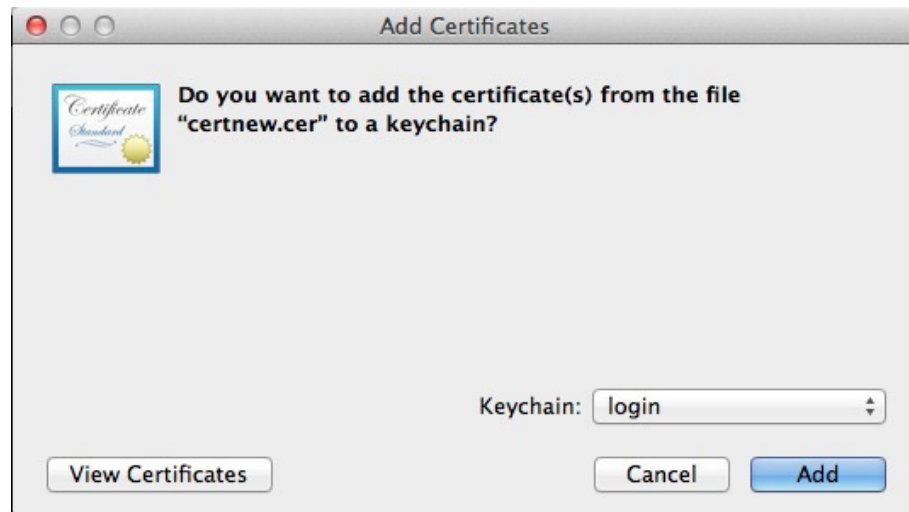 Add Certificates
Certificate
Standard
Do you want to add the certificate(s) from the file
“certnew.cer” to a keychain?
Keychain: login
View Certificates Cancel Add